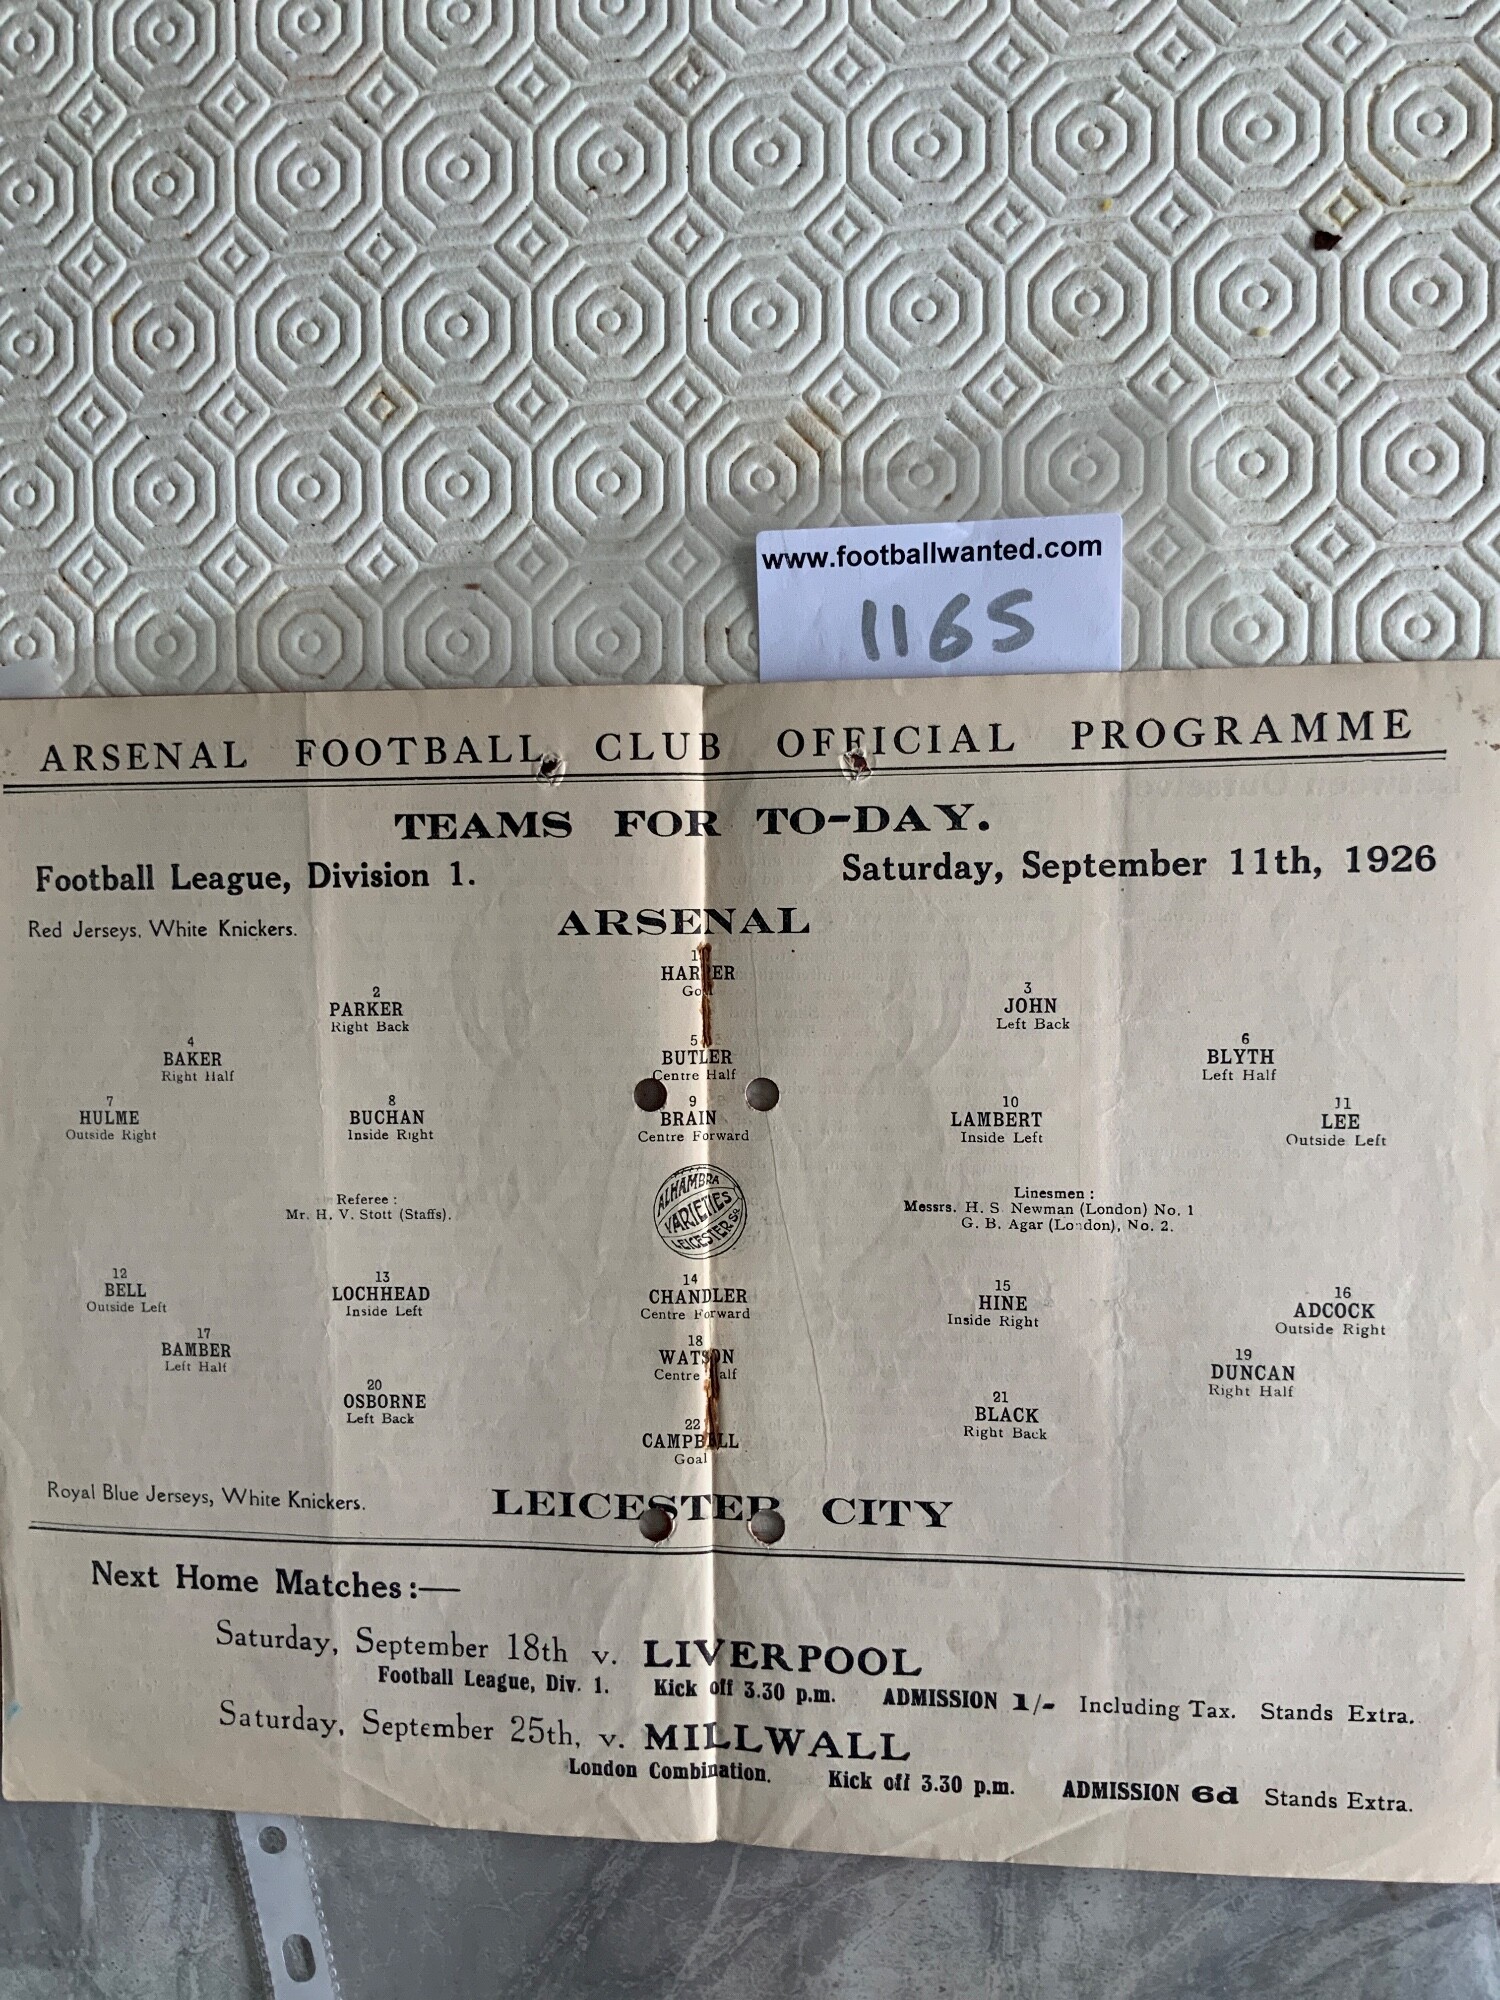 www.footballwanted.com
1165
ARSENAL FOOTBALL CLUB OFFICIAL PROGRAMME
TEAMS FOR TO-DAY.
Football League, Division 1. Saturday, September 11th, 1926
Red Jerseys, White Knickers.
ARSENAL
1
HARPER
Goal
2
PARKER
Right Back
3
JOHN
Left Back
4
BAKER
Right Half
5
BUTLER
Centre Half
6
BLYTH
Left Half
7
HULME
Outside Right
8
BUCHAN
Inside Right
9
BRAIN
Centre Forward
10
LAMBERT
Inside Left
11
LEE
Outside Left
Referee :
Mr. H. V. Stott (Staffs).
ALHAMBRA
VARIETIES
LEICESTER SQ
Linesmen :
Messrs. H. S Newman (London) No. 1
G. B. Agar (London), No. 2.
12
BELL
Outside Left
13
LOCHHEAD
Inside Left
14
CHANDLER
Centre Forward
15
HINE
Inside Right
16
ADCOCK
Outside Right
17
BAMBER
Left Half
18
WATSON
Centre Half
19
DUNCAN
Right Half
20
OSBORNE
Left Back
21
BLACK
Right Back
22
CAMPBELL
Goal
Royal Blue Jerseys, White Knickers.
LEICESTER CITY
Next Home Matches :—
Saturday, September 18th v. LIVERPOOL
Football League, Div. 1. Kick off 3.30 p.m. ADMISSION 1/- Including Tax. Stands Extra.
Saturday, September 25th, v. MILLWALL
London Combination. Kick off 3.30 p.m. ADMISSION 6d Stands Extra.